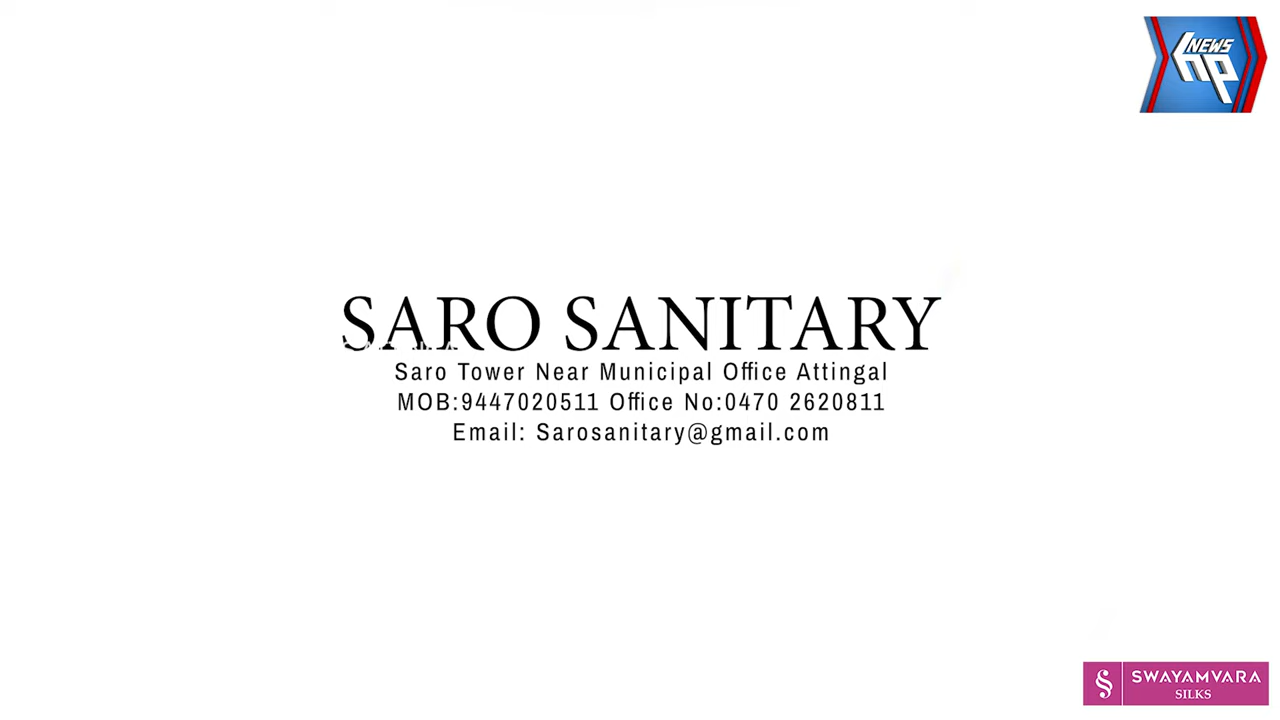 NEWS
hp
SARO SANITARY
Saro Tower Near Municipal Office Attingal
MOB:9447020511 Office No:0470 2620811
Email: Sarosanitary@gmail.com
SWAYAMVARA
SILKS